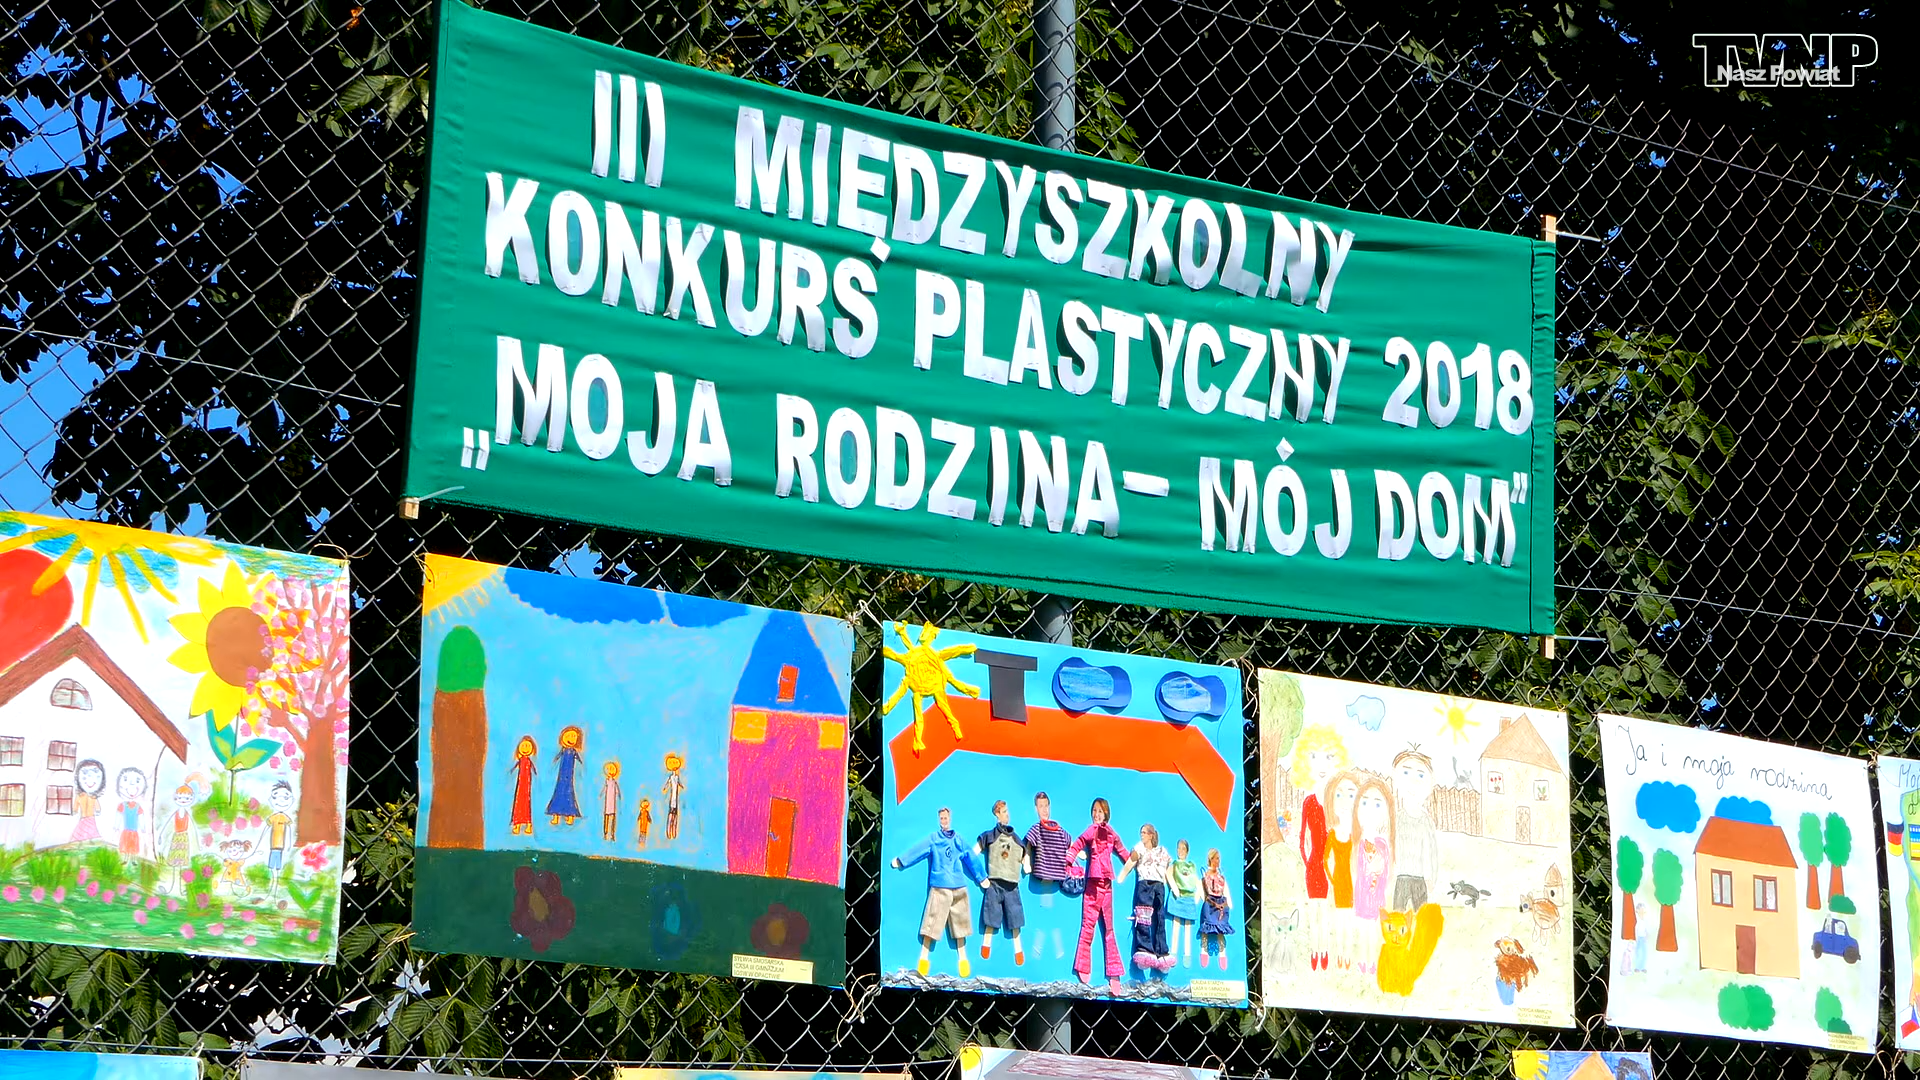 TVNP
Nasz Powiat
III MIĘDZYSZKOLNY
KONKURS PLASTYCZNY 2018
„MOJA RODZINA – MÓJ DOM”
Ja i moja rodzina